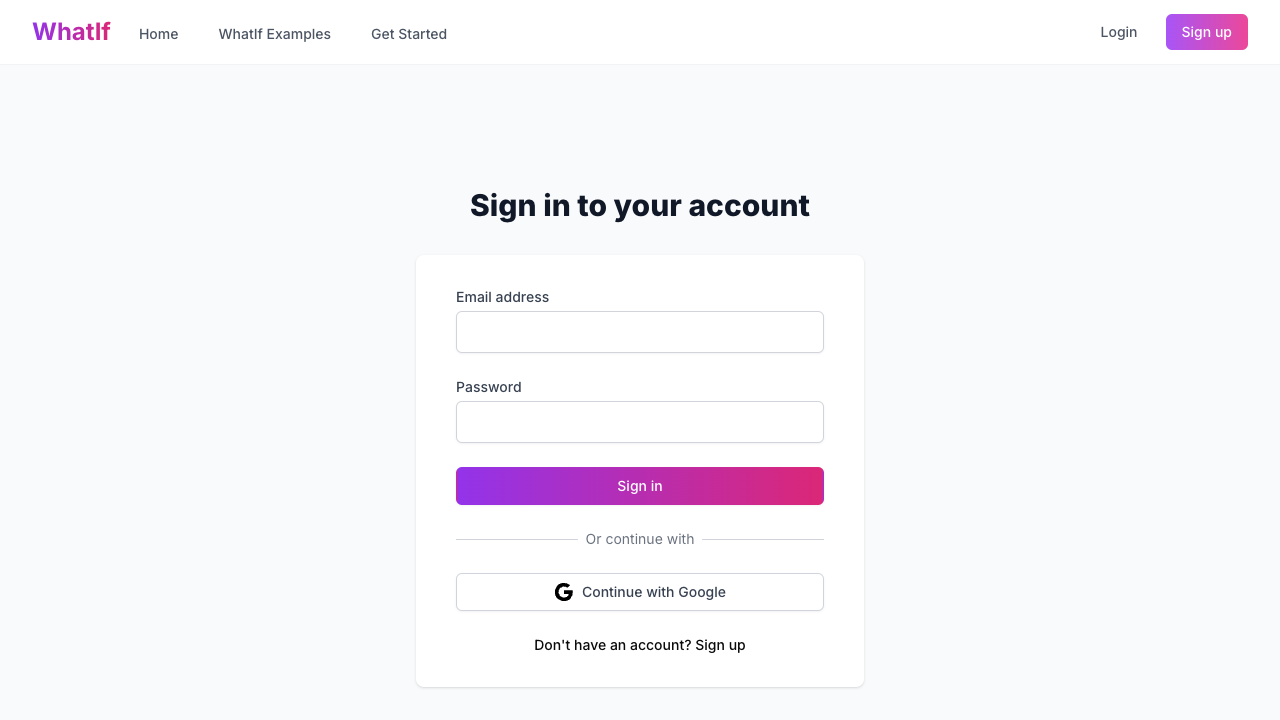 WhatIf
Home
WhatIf Examples
Get Started
Login
Sign up
Sign in to your account
Email address
Password
Sign in
Or continue with
Continue with Google
Don't have an account? Sign up